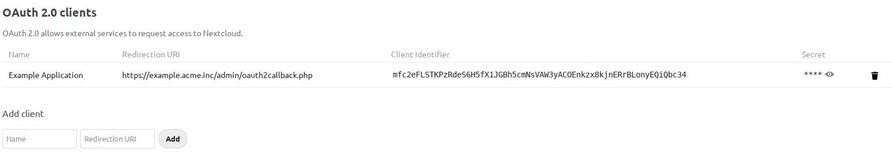 OAuth 2.0 clients
OAuth 2.0 allows external services to request access to Nextcloud.
Name Redirection URI Client Identifier Secret
Example Application https://example.acme.inc/admin/oauth2callback.php mfc2eFLSTKPzRdeS6H5fX1JGBh5cmNsVAW3yACOEnkzx8kjnERrBLonyEQiQbc34 ****
Add client
Name Redirection URI Add